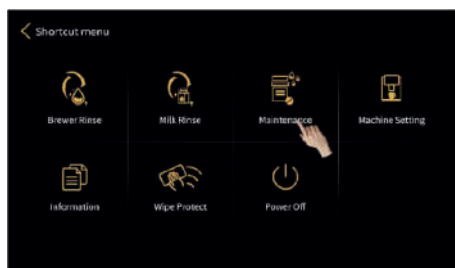 Shortcut menu
Brewer Rinse
Milk Rinse
Maintenance
Machine Setting
Information
Wipe Protect
Power Off